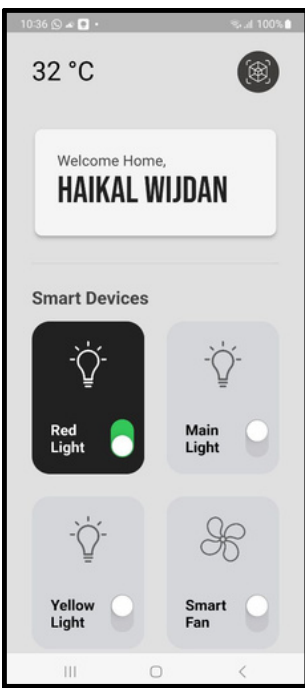 10:36
100%
32 °C
Welcome Home,
HAIKAL WIJDAN
Smart Devices
Red
Light
Main
Light
Yellow
Light
Smart
Fan